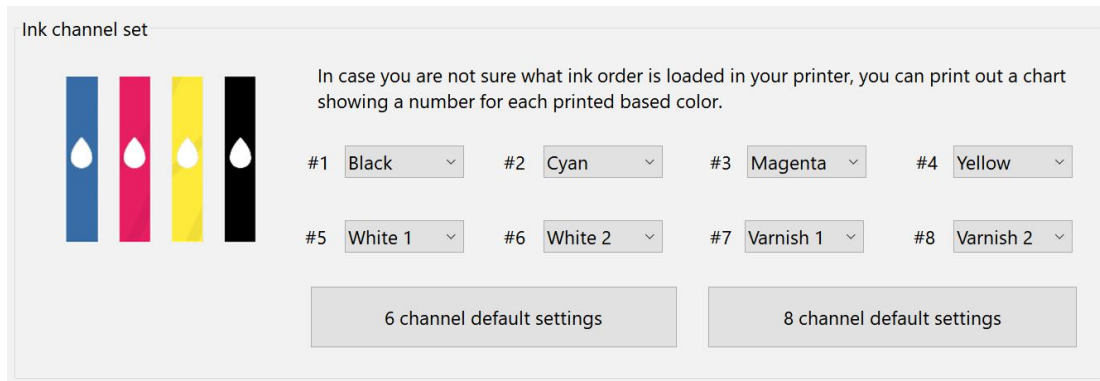 Ink channel set
In case you are not sure what ink order is loaded in your printer, you can print out a chart
showing a number for each printed based color.
#1 Black #2 Cyan #3 Magenta #4 Yellow
#5 White 1 #6 White 2 #7 Varnish 1 #8 Varnish 2
6 channel default settings 8 channel default settings